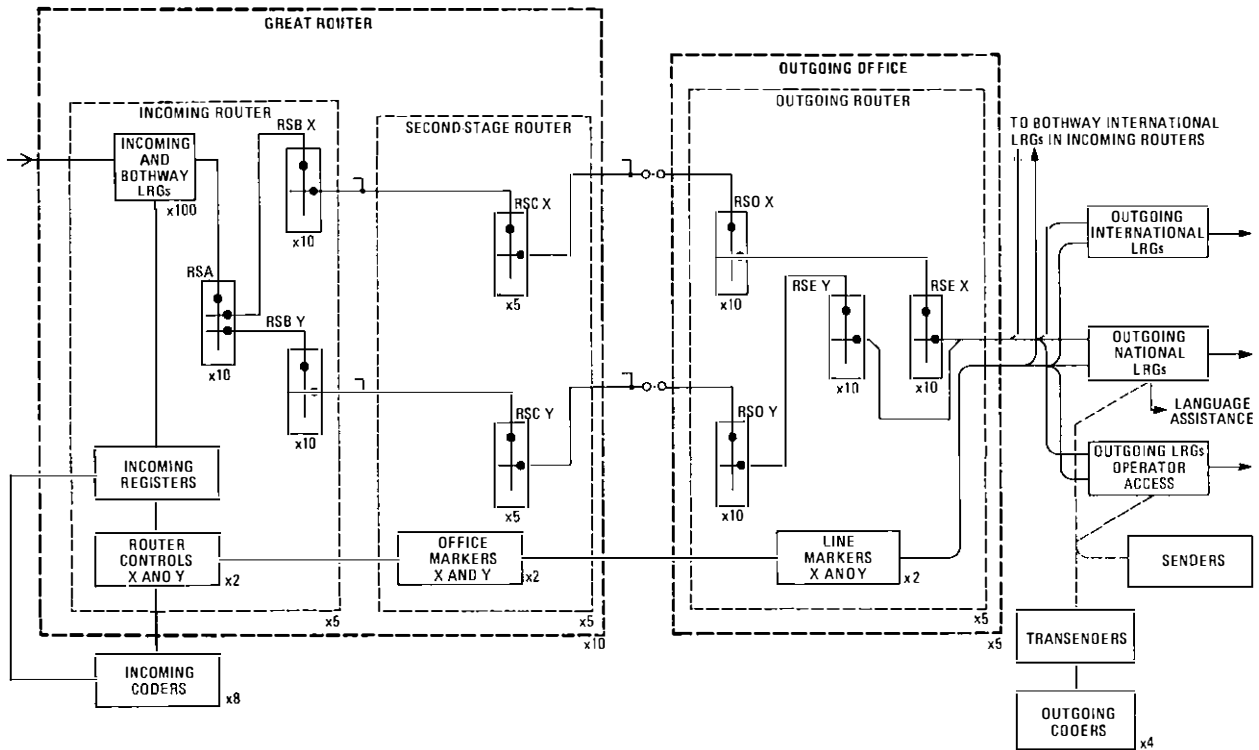 GREAT ROUTER
INCOMING ROUTER
INCOMING
AND
BOTHWAY
LRGs
x100
RSB X
x10
RSA
x10
RSB Y
x10
INCOMING
REGISTERS
ROUTER
CONTROLS
X AND Y
x2
x5
INCOMING
CODERS
x8
SECOND-STAGE ROUTER
RSC X
x5
RSC Y
x5
OFFICE
MARKERS
X AND Y
x2
x5
x10
OUTGOING OFFICE
OUTGOING ROUTER
RSO X
x10
RSE Y
x10
RSE X
x10
RSO Y
x10
LINE
MARKERS
X AND Y
x2
x5
x5
TO BOTHWAY INTERNATIONAL
LRGs IN INCOMING ROUTERS
OUTGOING
INTERNATIONAL
LRGs
OUTGOING
NATIONAL
LRGs
LANGUAGE
ASSISTANCE
OUTGOING LRGs
OPERATOR
ACCESS
SENDERS
TRANSENDERS
OUTGOING
CODERS
x4